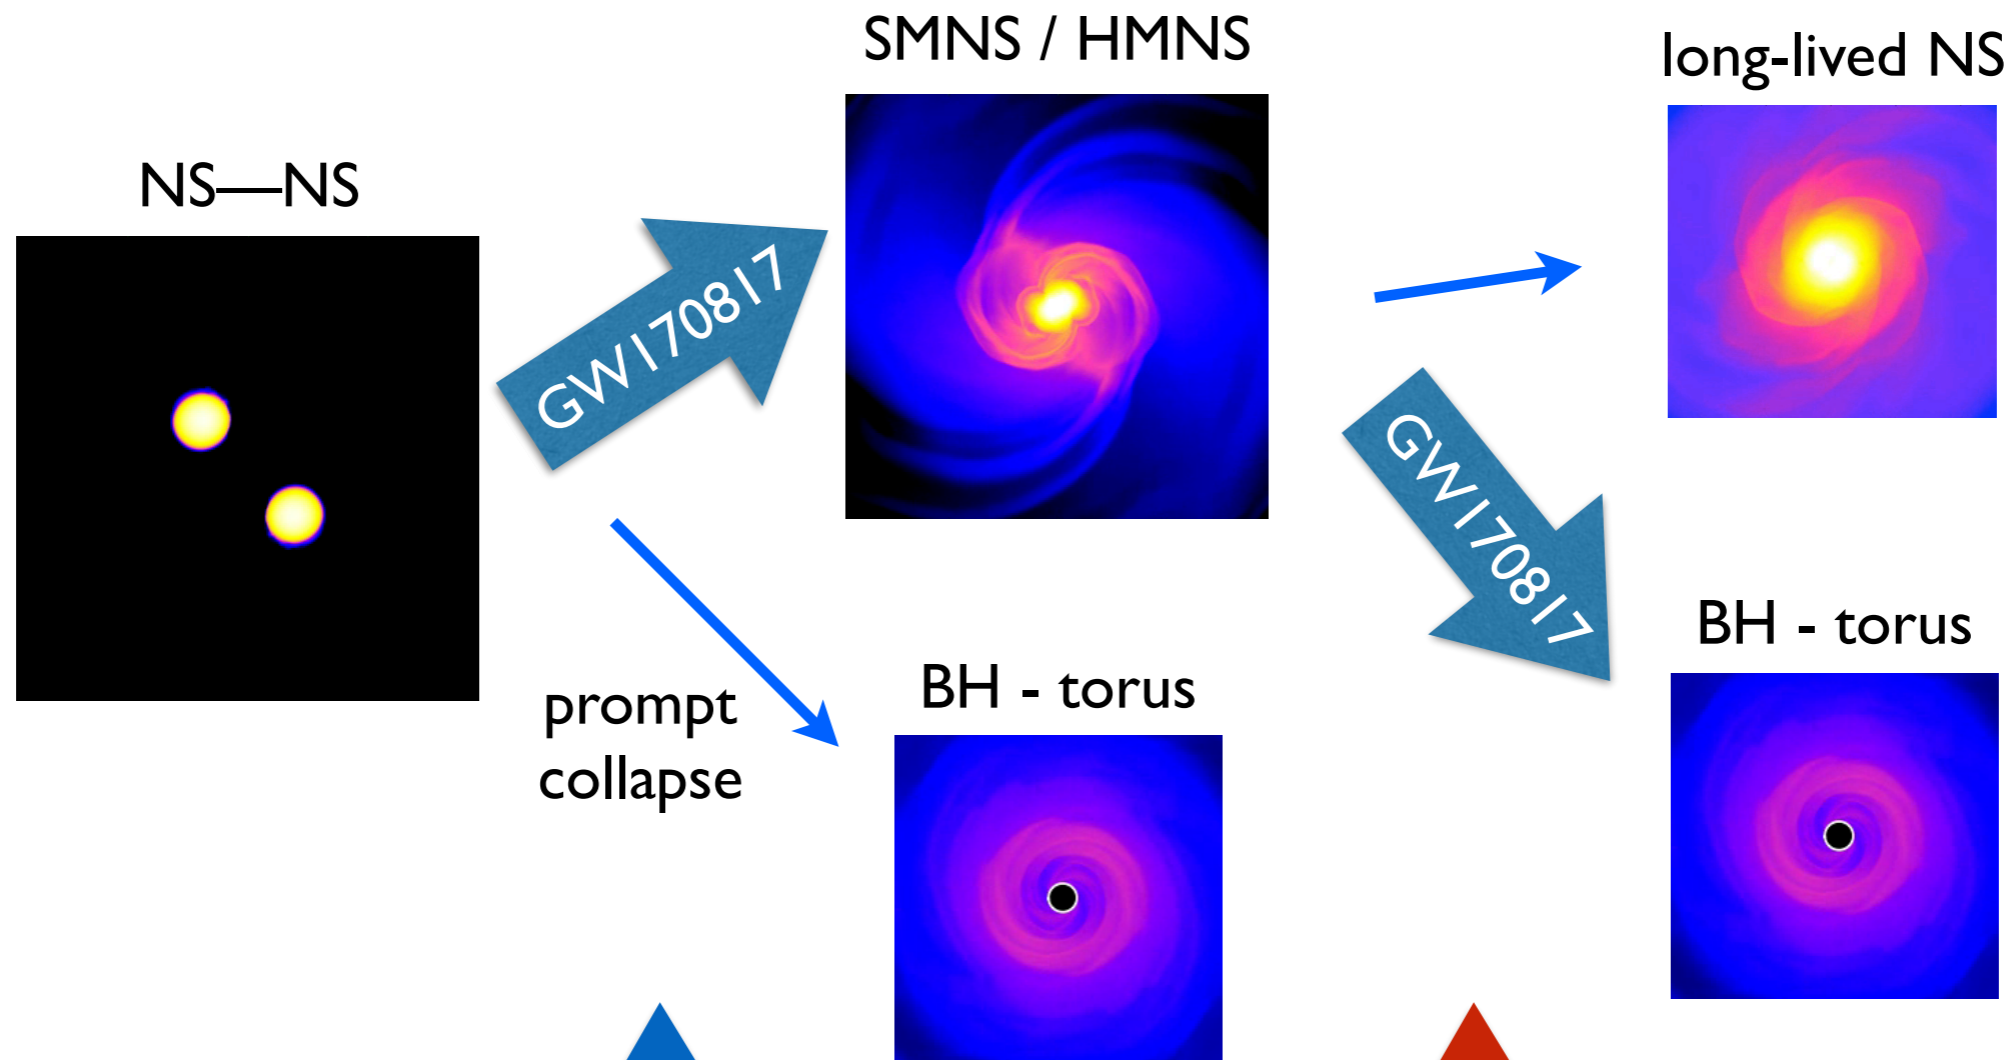 SMNS / HMNS
long-lived NS
NS—NS
GW170817
GW170817
BH - torus
BH - torus
prompt
collapse